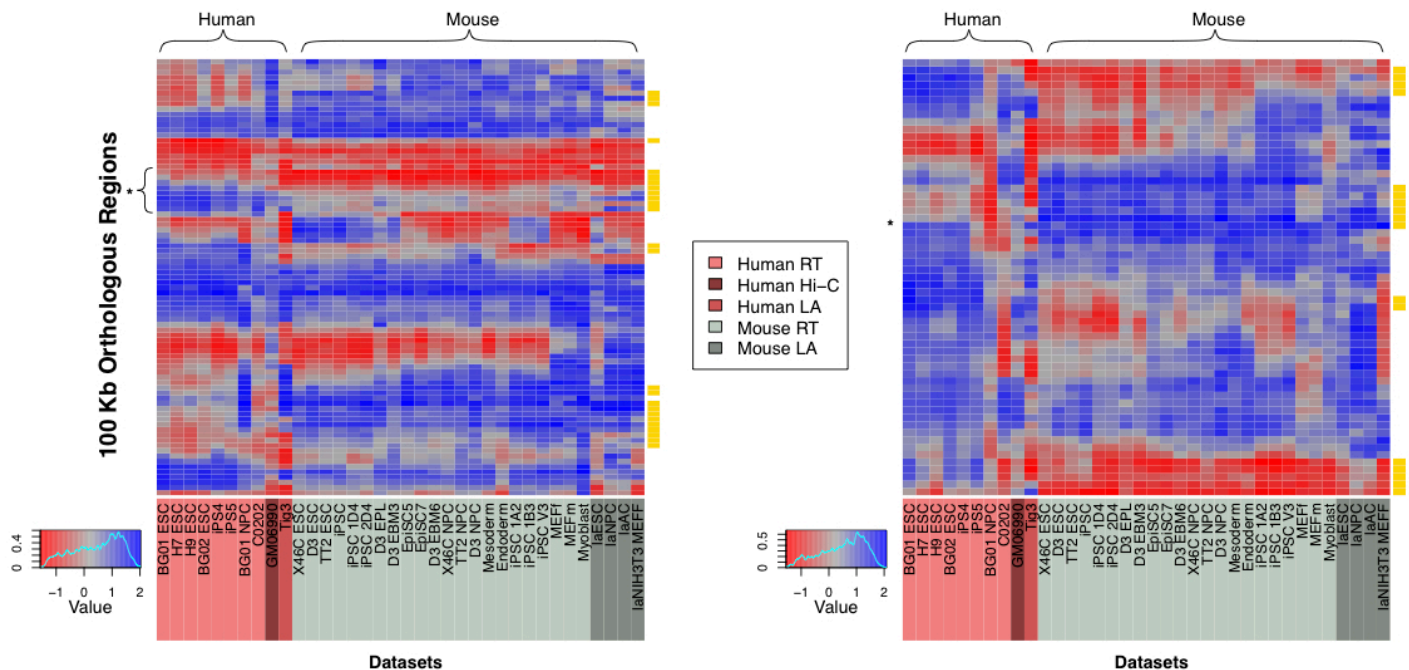 Human Mouse
100 Kb Orthologous Regions
*
BG01 ESC
H7 ESC
H9 ESC
BG02 ESC
iPS4
iPS5
BG01 NPC
C0202
GM06990
Tig3
X46C ESC
D3 ESC
TT2 ESC
iPSC
iPSC 1D4
iPSC 2D4
D3 EPL
D3 EBM3
EpiSC5
EpiSC7
D3 EBM6
X46C NPC
TT2 NPC
Mesoderm
Endoderm
iPSC 1A2
iPSC 1B3
iPSC V3
MEFf
MEFm
Myoblast
laESC
laNPC
laAC
laNIH3T3 MEFF
0 0.4
−1 0 1 2
Value
Datasets
Human RT
Human Hi−C
Human LA
Mouse RT
Mouse LA
Human Mouse
*
BG01 ESC
H7 ESC
H9 ESC
BG02 ESC
iPS4
iPS5
BG01 NPC
C0202
GM06990
Tig3
X46C ESC
D3 ESC
TT2 ESC
iPSC
iPSC 1D4
iPSC 2D4
D3 EPL
D3 EBM3
EpiSC5
EpiSC7
D3 EBM6
X46C NPC
TT2 NPC
D3 NPC
Mesoderm
Endoderm
iPSC 1A2
iPSC 1B3
iPSC V3
MEFf
MEFm
Myoblast
laESC
laNPC
laAC
laNIH3T3 MEFF
0 0.5
−1 0 1 2
Value
Datasets